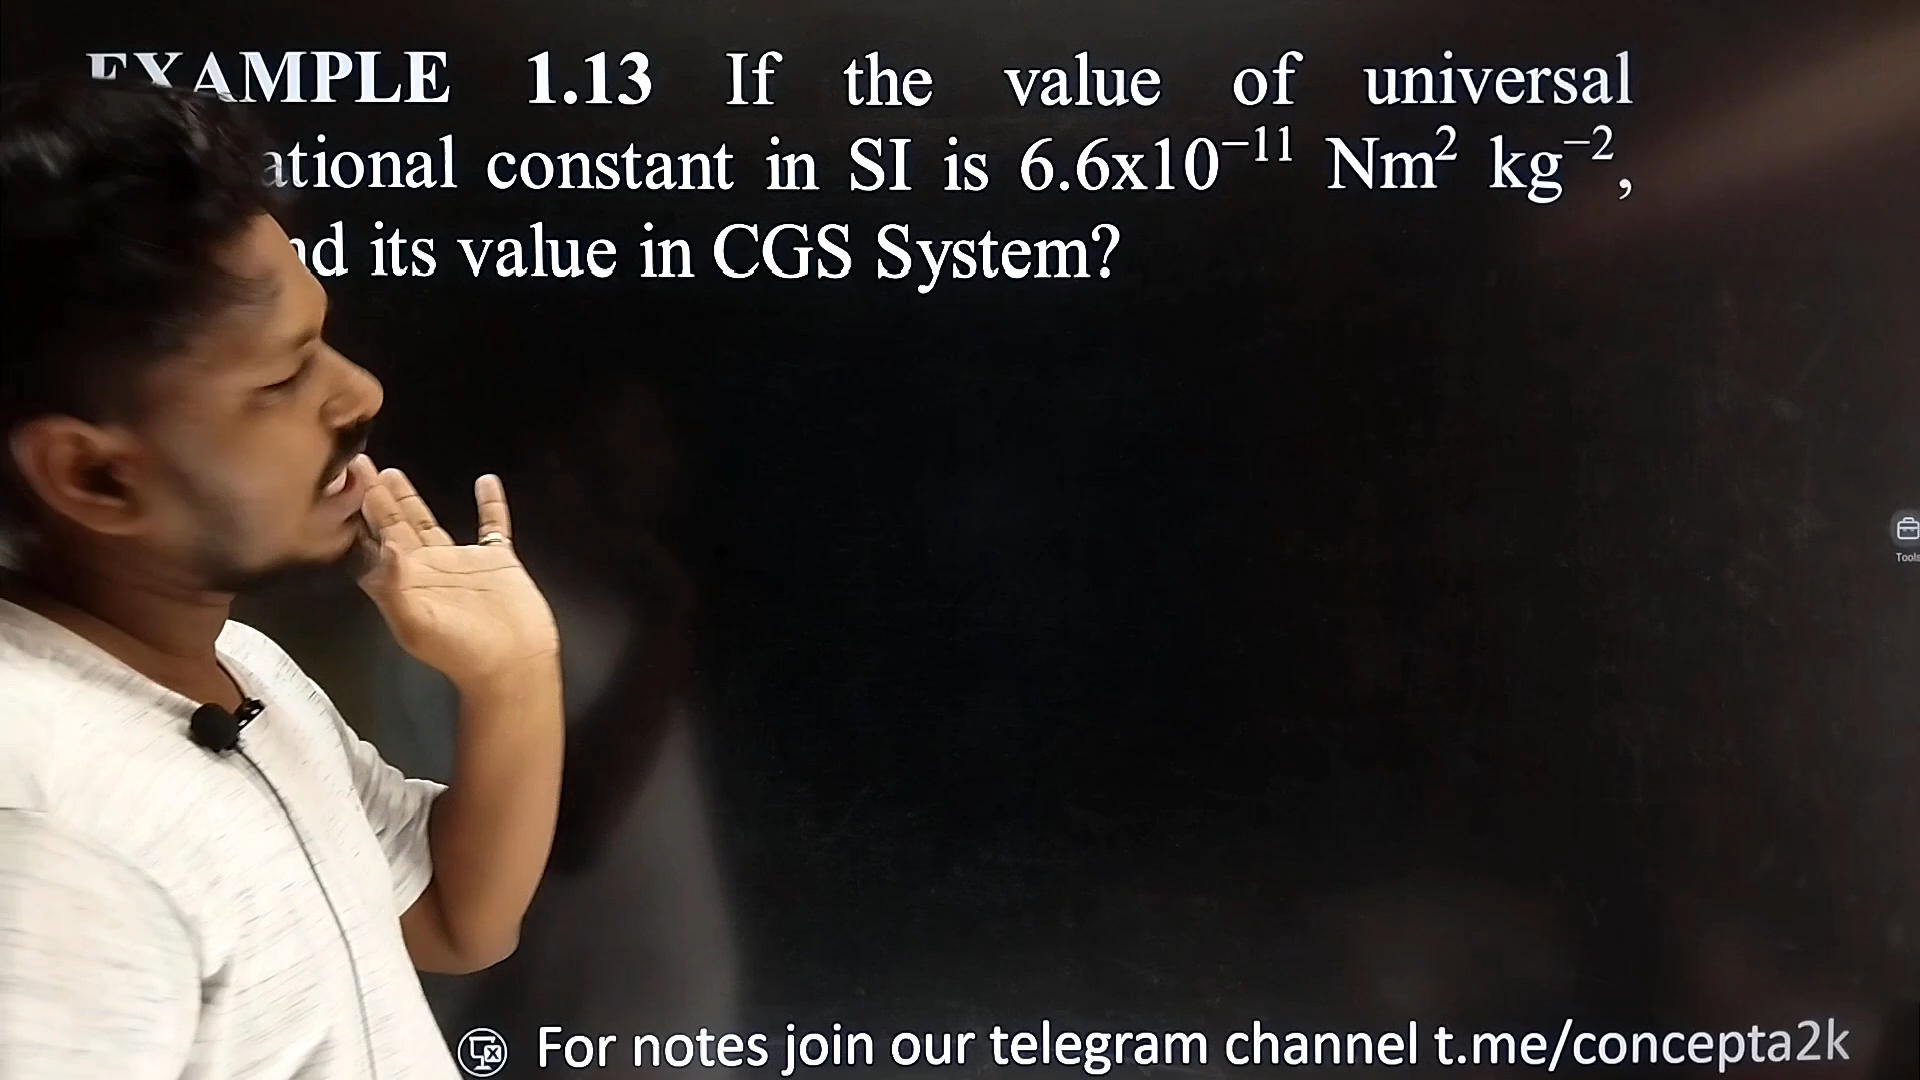 EXAMPLE 1.13 If the value of universal
constant in SI is 6.6x10⁻¹¹ Nm² kg⁻²,
its value in CGS System?
Tools
For notes join our telegram channel t.me/concepta2k